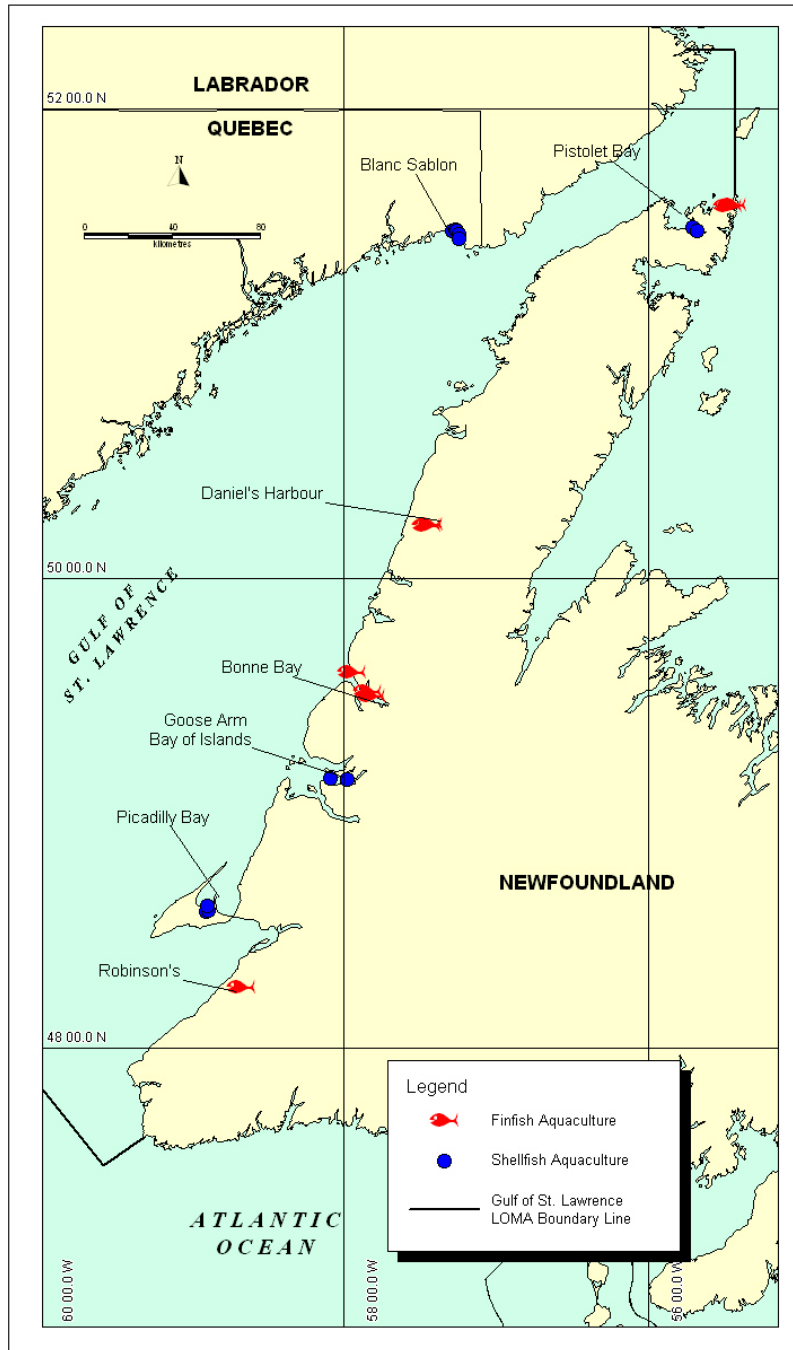 LABRADOR
52 00.0 N
QUEBEC
Pistolet Bay
Blanc Sablon
N
0 40 80
kilometres
Daniel's Harbour
50 00.0 N
GULF OF
ST. LAWRENCE
Bonne Bay
Goose Arm
Bay of Islands
Picadilly Bay
NEWFOUNDLAND
Robinson's
48 00.0 N
Legend
Finfish Aquaculture
Shellfish Aquaculture
Gulf of St. Lawrence
LOMA Boundary Line
ATLANTIC
OCEAN
60 00.0 W
58 00.0 W
56 00.0 W